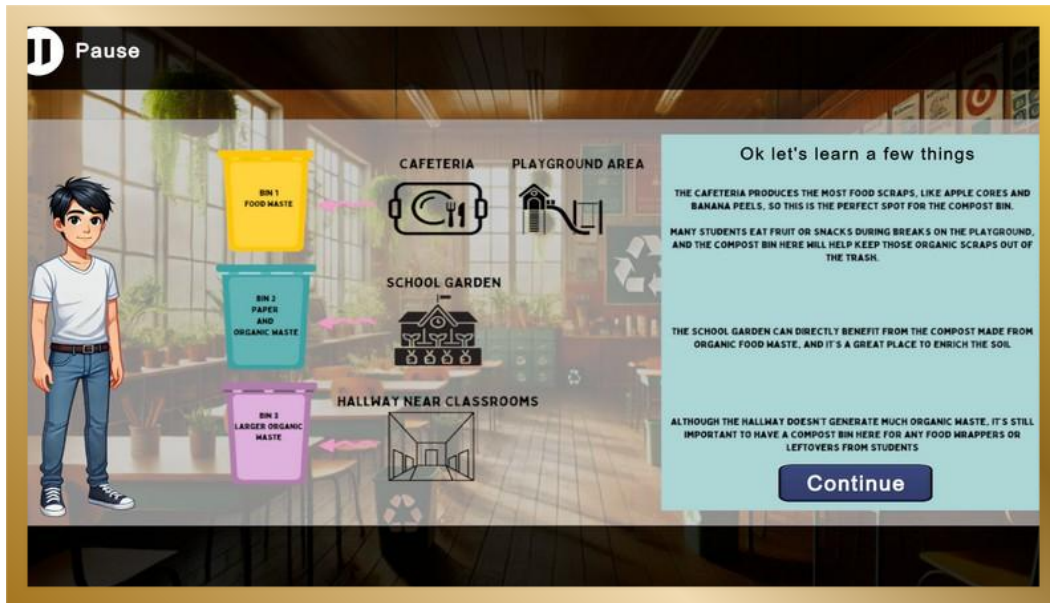 Pause
CAFETERIA
PLAYGROUND AREA
BIN 1
FOOD WASTE
SCHOOL GARDEN
BIN 2
PAPER
AND
ORGANIC WASTE
HALLWAY NEAR CLASSROOMS
BIN 3
LARGER ORGANIC
WASTE
Ok let's learn a few things
THE CAFETERIA PRODUCES THE MOST FOOD SCRAPS, LIKE APPLE CORES AND
BANANA PEELS, SO THIS IS THE PERFECT SPOT FOR THE COMPOST BIN.
MANY STUDENTS EAT FRUIT OR SNACKS DURING BREAKS ON THE PLAYGROUND,
AND THE COMPOST BIN HERE WILL HELP KEEP THOSE ORGANIC SCRAPS OUT OF
THE TRASH.
THE SCHOOL GARDEN CAN DIRECTLY BENEFIT FROM THE COMPOST MADE FROM
ORGANIC FOOD WASTE, AND IT'S A GREAT PLACE TO ENRICH THE SOIL
ALTHOUGH THE HALLWAY DOESN'T GENERATE MUCH ORGANIC WASTE, IT'S STILL
IMPORTANT TO HAVE A COMPOST BIN HERE FOR ANY FOOD WRAPPERS OR
LEFTOVERS FROM STUDENTS
Continue